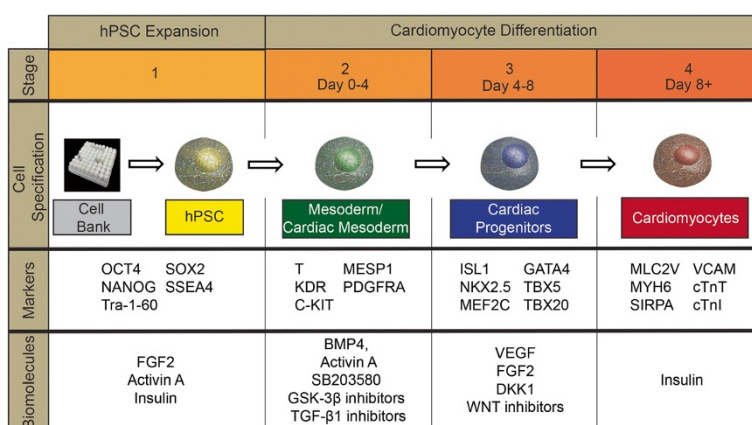 hPSC Expansion
Cardiomyocyte Differentiation
Stage
1
2
Day 0-4
3
Day 4-8
4
Day 8+
Cell
Specification
Cell
Bank
hPSC
Mesoderm/
Cardiac Mesoderm
Cardiac
Progenitors
Cardiomyocytes
Markers
OCT4 SOX2
NANOG SSEA4
Tra-1-60
T MESP1
KDR PDGFRA
C-KIT
ISL1 GATA4
NKX2.5 TBX5
MEF2C TBX20
MLC2V VCAM
MYH6 cTnT
SIRPA cTnI
Biomolecules
FGF2
Activin A
Insulin
BMP4,
Activin A
SB203580
GSK-3β inhibitors
TGF-β1 inhibitors
VEGF
FGF2
DKK1
WNT inhibitors
Insulin